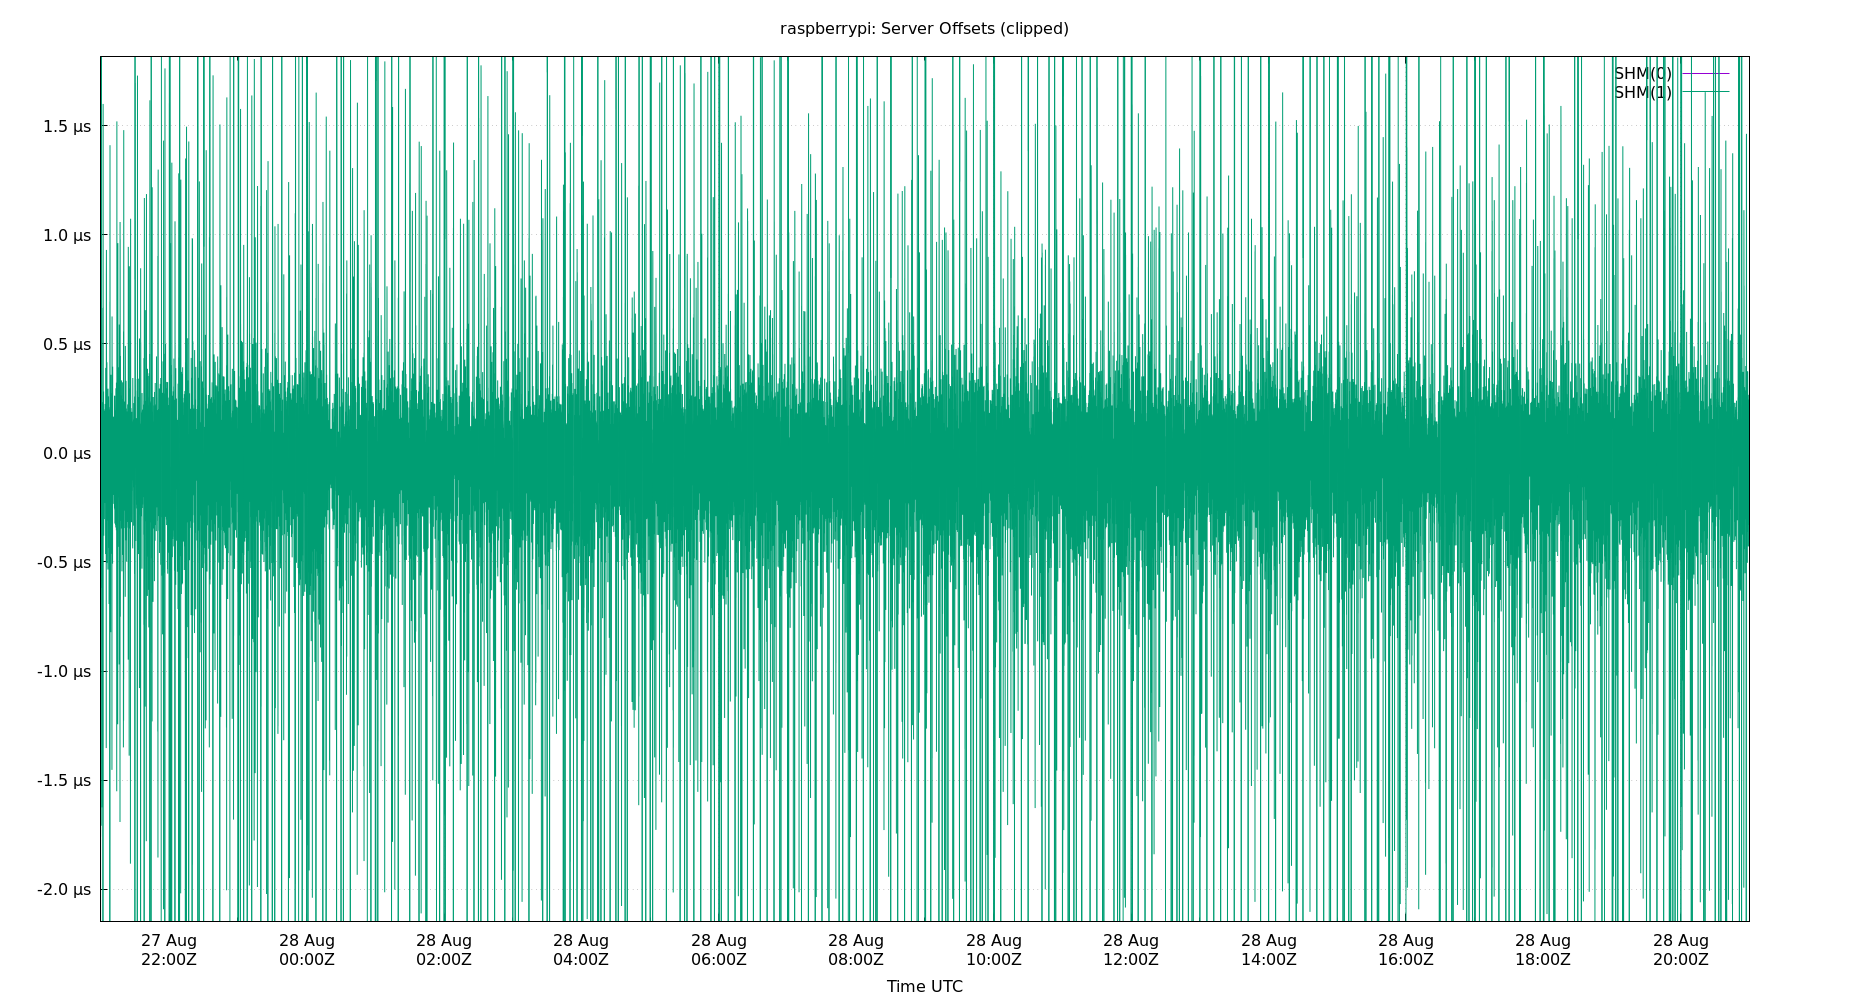 raspberrypi: Server Offsets (clipped)
SHM(0)
SHM(1)
1.5 µs
1.0 µs
0.5 µs
0.0 µs
-0.5 µs
-1.0 µs
-1.5 µs
-2.0 µs
27 Aug 28 Aug 28 Aug 28 Aug 28 Aug 28 Aug 28 Aug 28 Aug 28 Aug 28 Aug 28 Aug 28 Aug
22:00Z 00:00Z 02:00Z 04:00Z 06:00Z 08:00Z 10:00Z 12:00Z 14:00Z 16:00Z 18:00Z 20:00Z
Time UTC